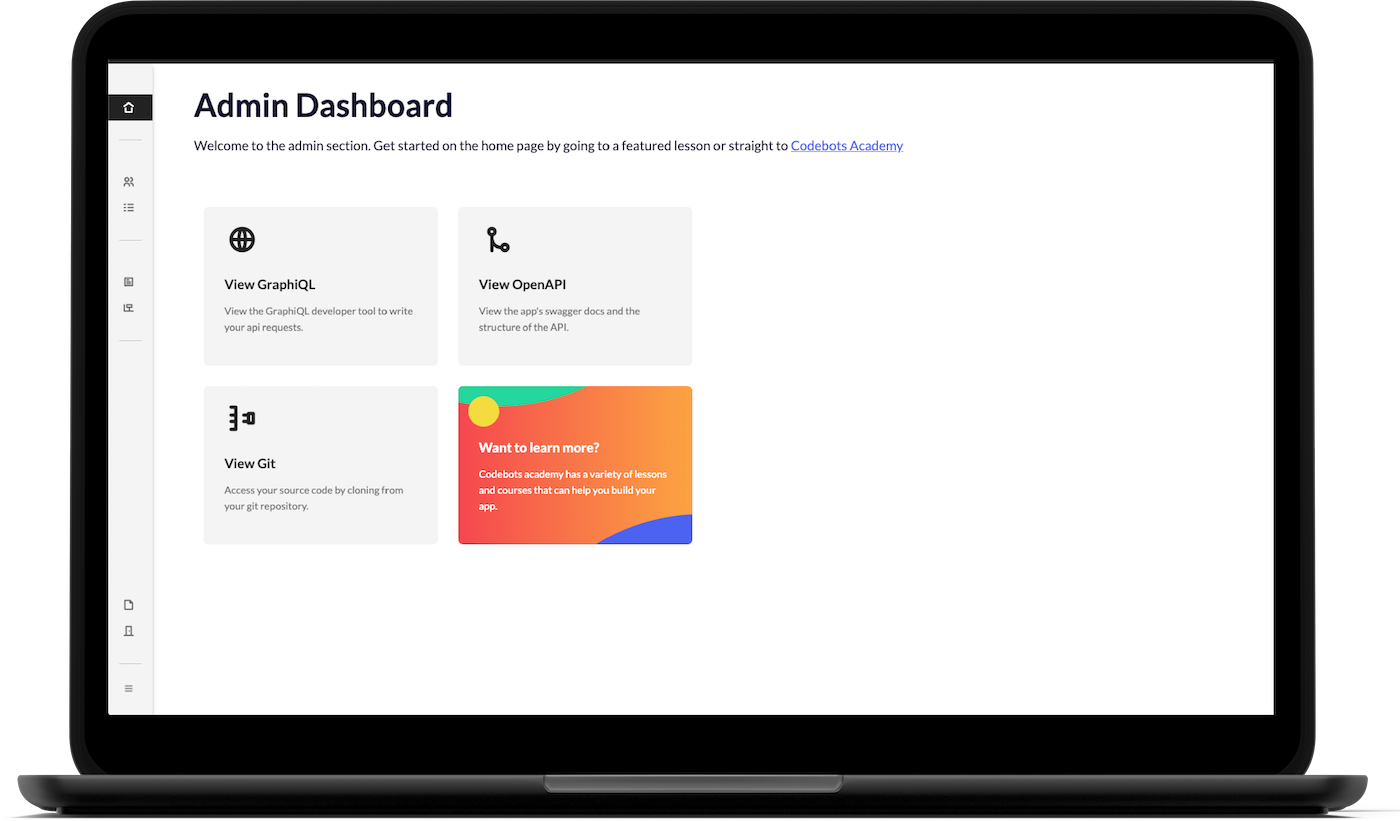 Admin Dashboard
Welcome to the admin section. Get started on the home page by going to a featured lesson or straight to Codebots Academy
View GraphiQL
View the GraphiQL developer tool to write
your api requests.
View OpenAPI
View the app's swagger docs and the
structure of the API.
View Git
Access your source code by cloning from
your git repository.
Want to learn more?
Codebots academy has a variety of lessons
and courses that can help you build your
app.